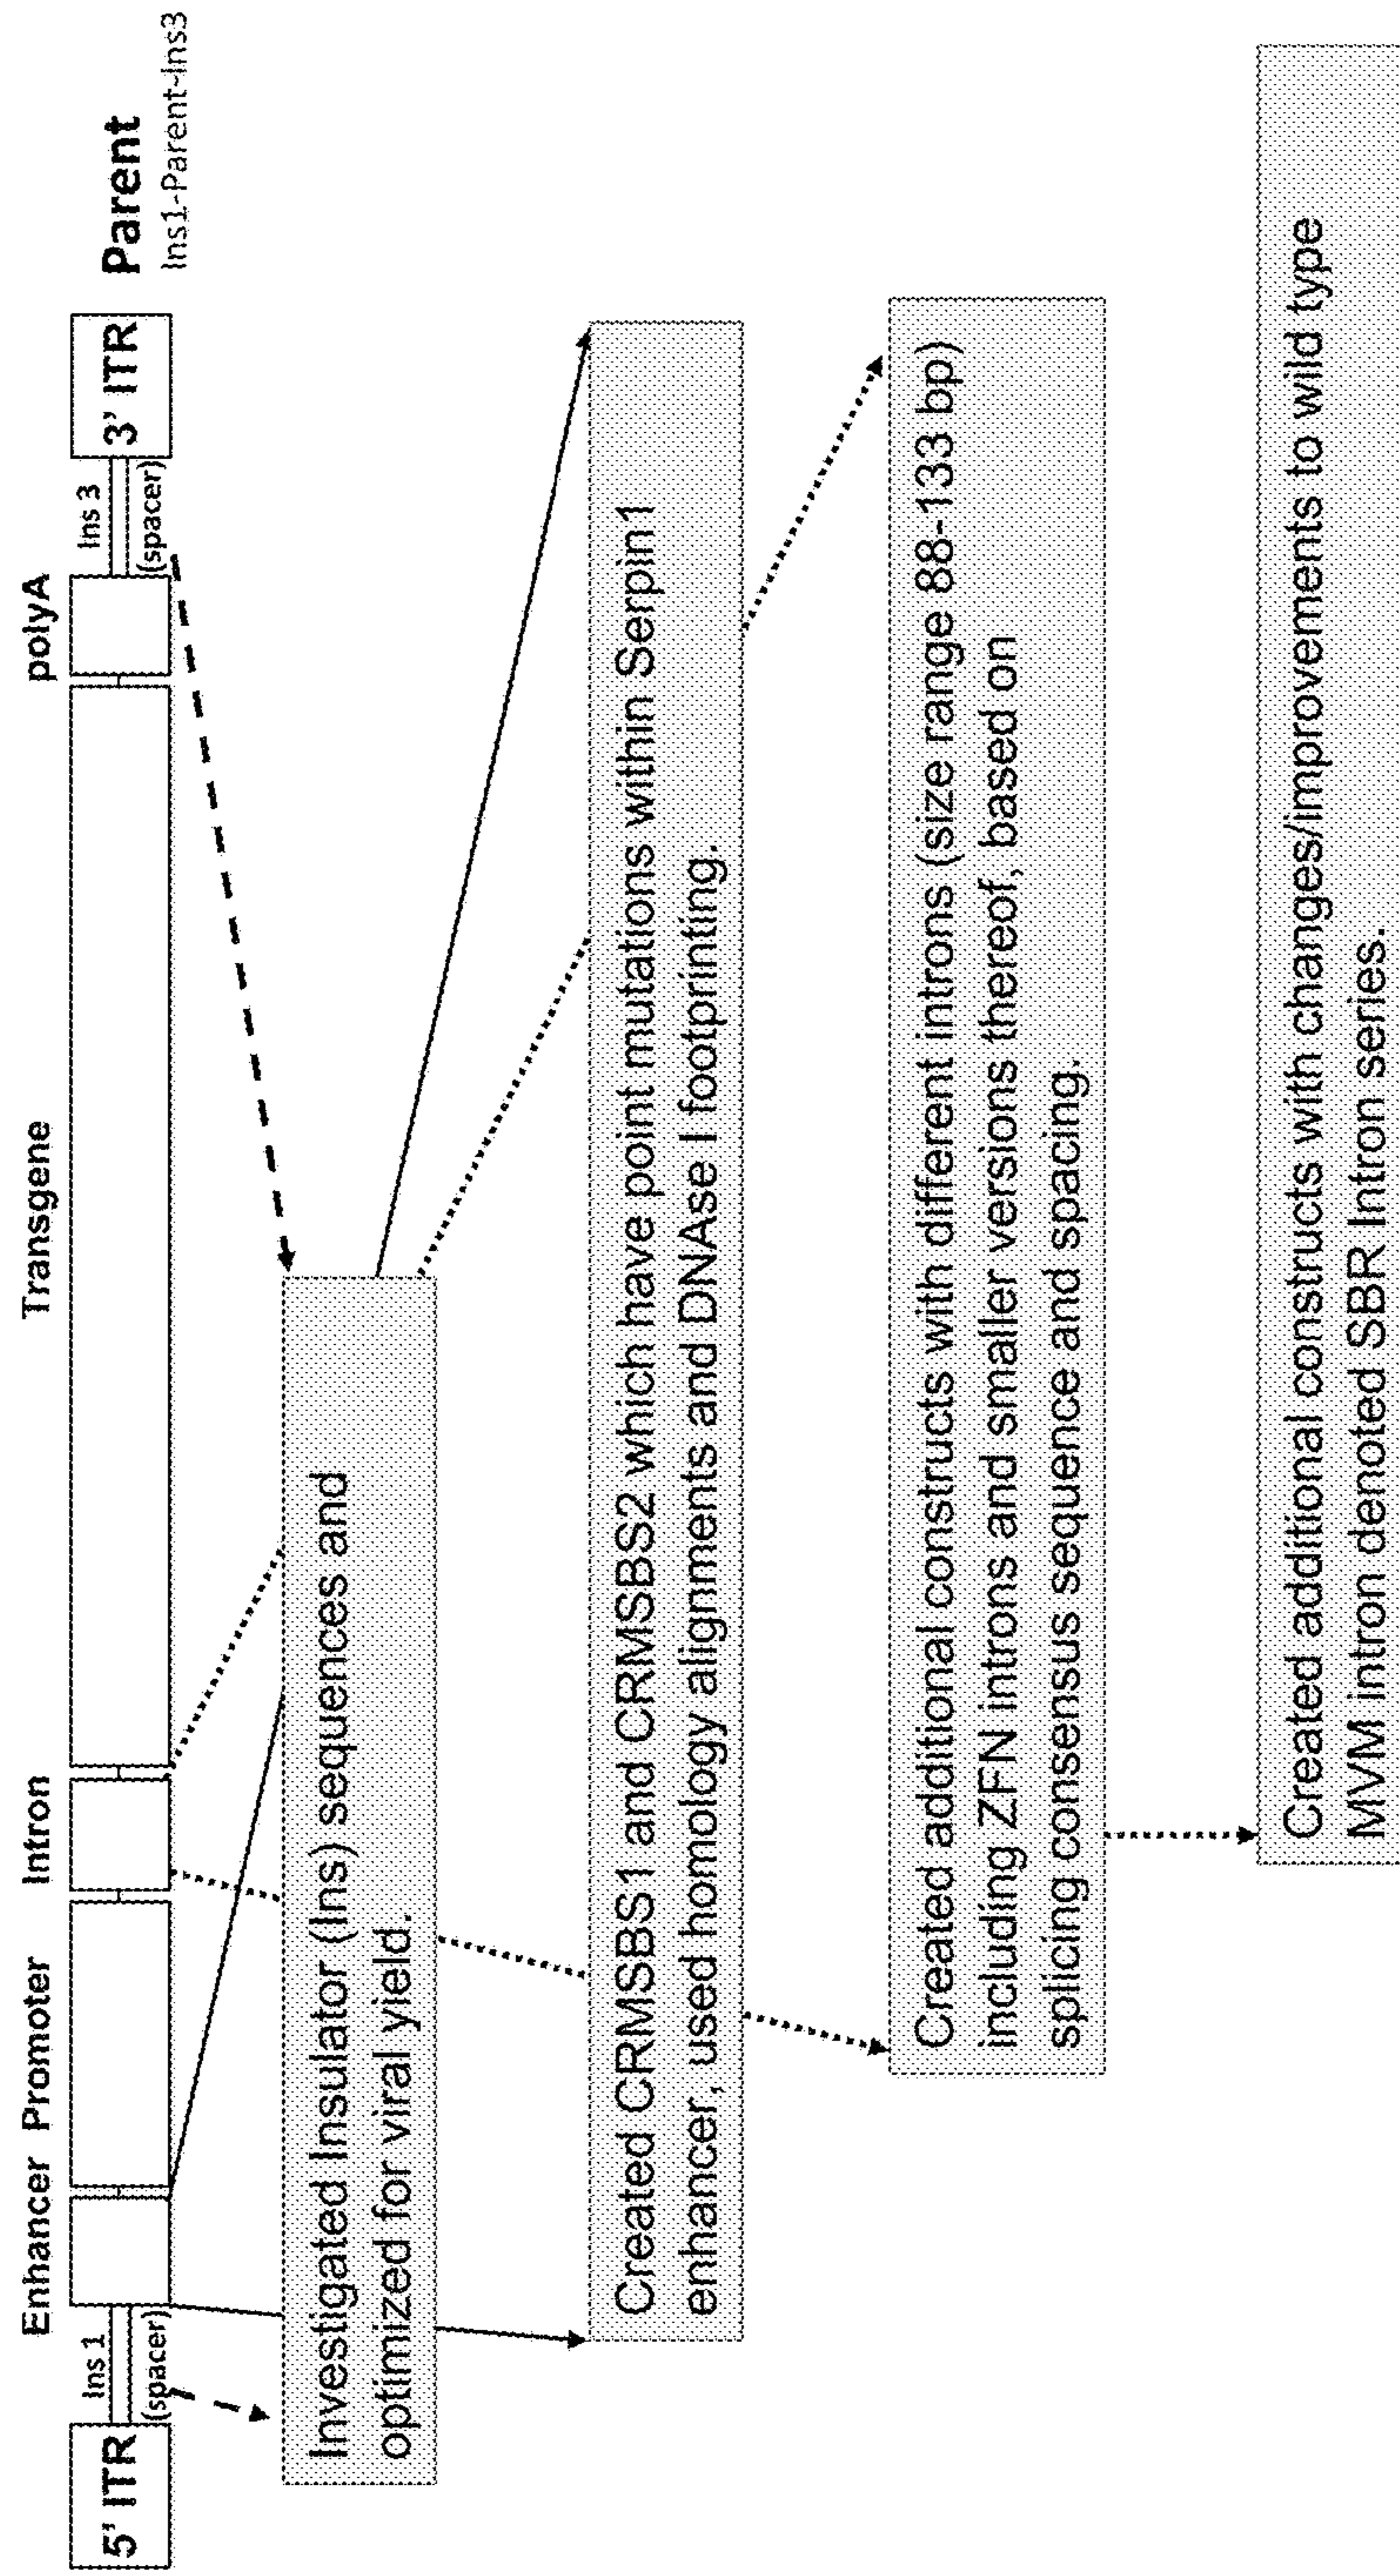 Enhancer Promoter Intron Transgene polyA
5' ITR
Ins 1
(spacer)
Ins 3
(spacer)
3' ITR
Parent
Ins1-Parent-Ins3
Investigated Insulator (Ins) sequences and
optimized for viral yield.
Created CRMSBS1 and CRMSBS2 which have point mutations within Serpin1
enhancer, used homology alignments and DNAse I footprinting.
Created additional constructs with different introns (size range 88-133 bp)
including ZFN introns and smaller versions thereof, based on
splicing consensus sequence and spacing.
Created additional constructs with changes/improvements to wild type
MVM intron denoted SBR Intron series.